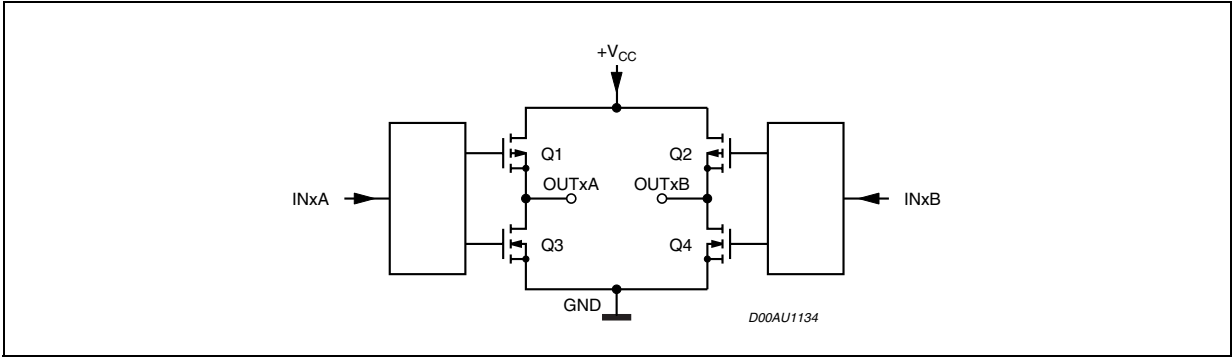 +VCC
Q1
Q2
OUTxA
OUTxB
INxA
INxB
Q3
Q4
GND
D00AU1134